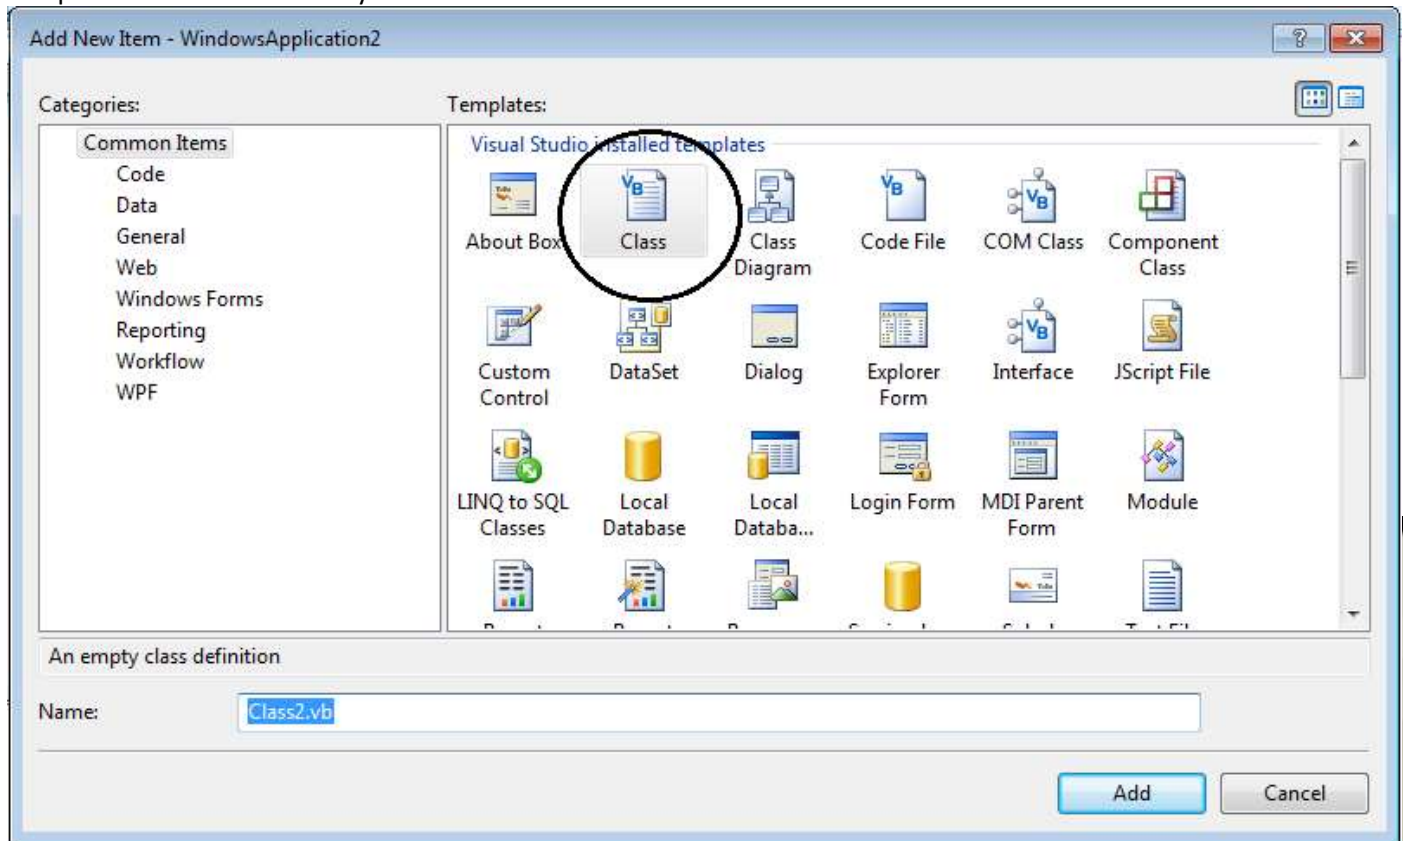 Add New Item - WindowsApplication2
Categories:
Templates:
Common Items
Code
Data
General
Web
Windows Forms
Reporting
Workflow
WPF
Visual Studio installed templates
About Box
Class
Class
Diagram
Code File
COM Class
Component
Class
Custom
Control
DataSet
Dialog
Explorer
Form
Interface
JScript File
LINQ to SQL
Classes
Local
Database
Local
Databa...
Login Form
MDI Parent
Form
Module
An empty class definition
Name:
Class2.vb
Add
Cancel